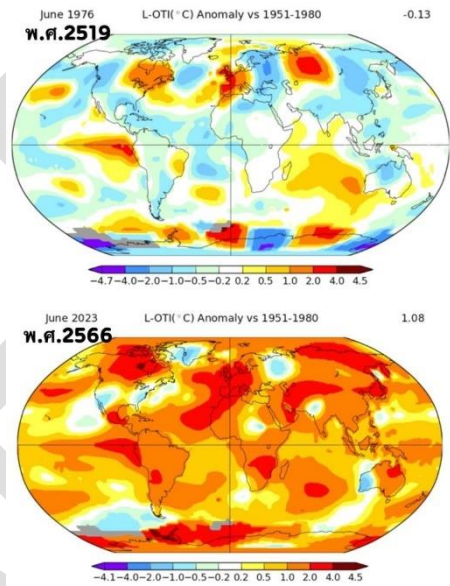 June 1976 L-OTI(°C) Anomaly vs 1951-1980 -0.13
พ.ศ.2519
-4.7 -4.0 -2.0 -1.0 -0.5 -0.2 0.2 0.5 1.0 2.0 4.0 4.5
June 2023 L-OTI(°C) Anomaly vs 1951-1980 1.08
พ.ศ.2566
-4.1 -4.0 -2.0 -1.0 -0.5 -0.2 0.2 0.5 1.0 2.0 4.0 4.5